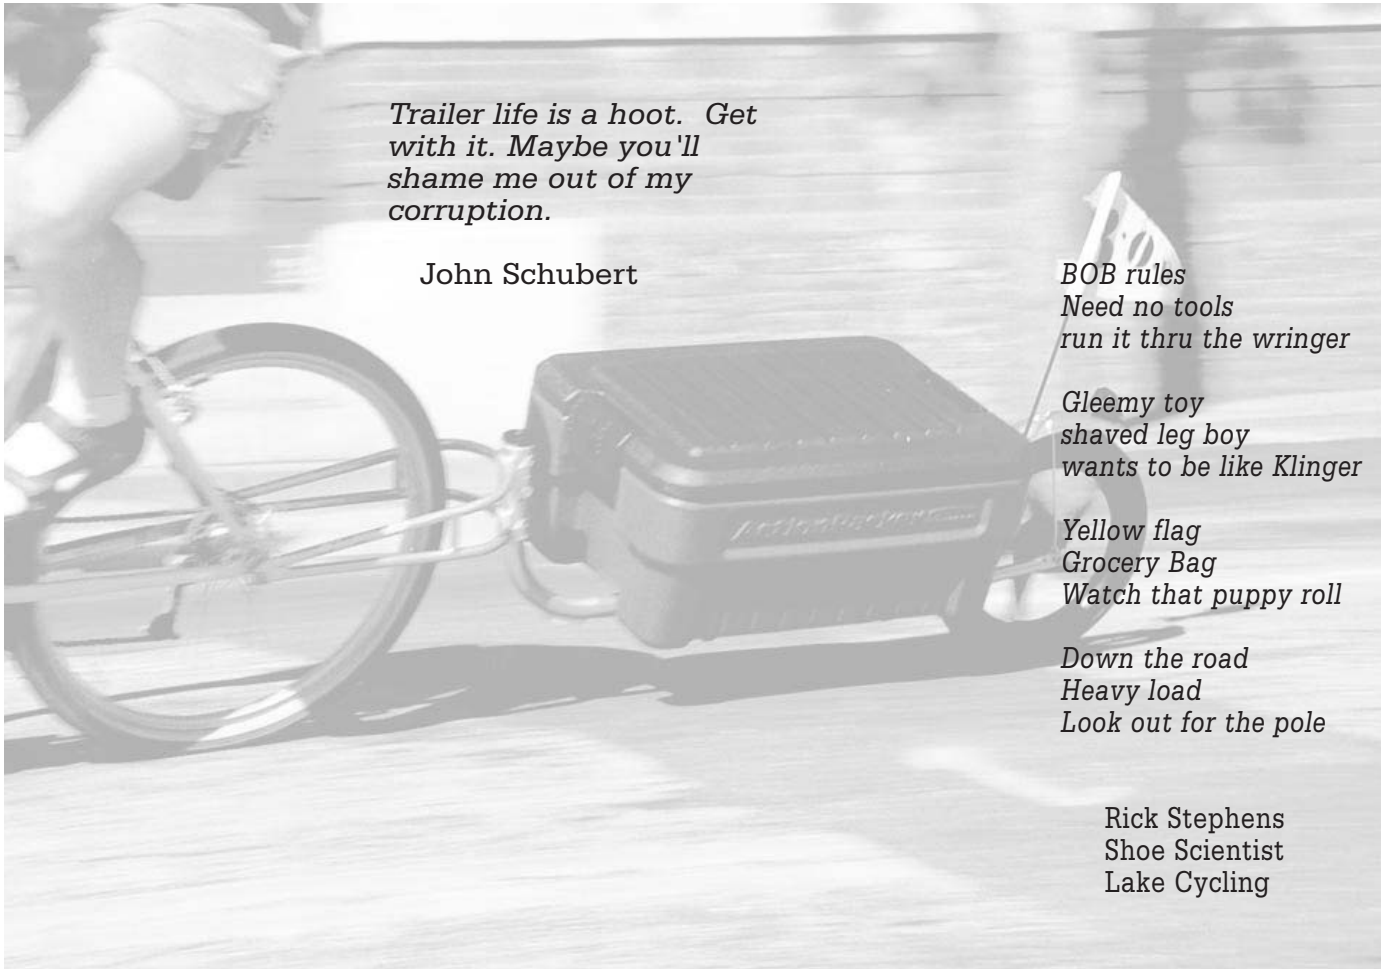 Trailer life is a hoot.  Get
with it. Maybe you'll
shame me out of my
corruption.
John Schubert
BOB rules
Need no tools
run it thru the wringer
Gleemy toy
shaved leg boy
wants to be like Klinger
Yellow flag
Grocery Bag
Watch that puppy roll
Down the road
Heavy load
Look out for the pole
Rick Stephens
Shoe Scientist
Lake Cycling